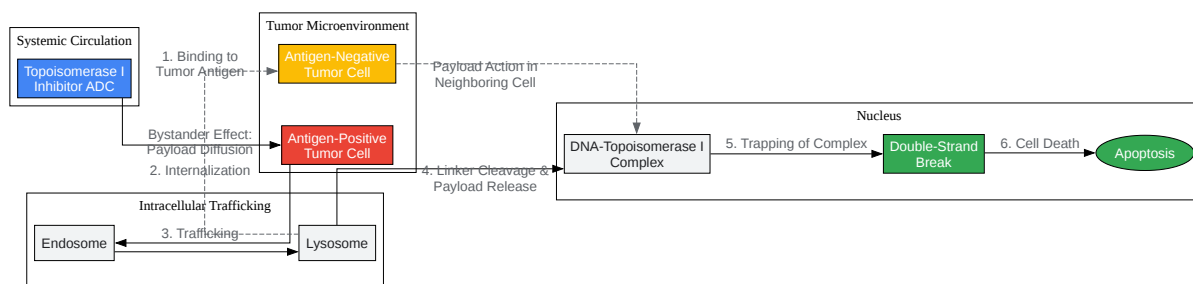 Systemic Circulation
Topoisomerase I
Inhibitor ADC
Tumor Microenvironment
Antigen-Negative
Tumor Cell
Antigen-Positive
Tumor Cell
1. Binding to
Tumor Antigen
Bystander Effect:
Payload Diffusion
2. Internalization
Intracellular Trafficking
Endosome
3. Trafficking
Lysosome
4. Linker Cleavage &
Payload Release
Payload Action in
Neighboring Cell
Nucleus
DNA-Topoisomerase I
Complex
5. Trapping of Complex
Double-Strand
Break
6. Cell Death
Apoptosis